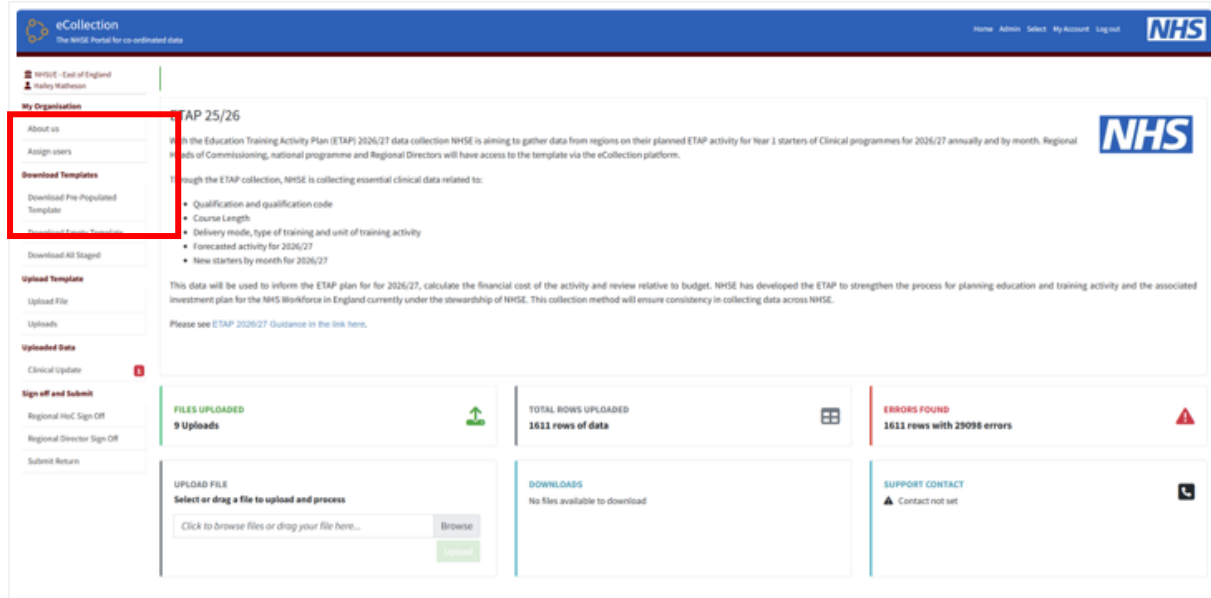 eCollection
The NHSE Portal for co-ordinated data
Home Admin Select My Account Log out
NHS
NHSE - East of England
Hailey Matheson
My Organisation
About us
Assign users
Download Templates
Download Pre-Populated
Template
Download Empty Template
Download All Staged
Upload Template
Upload File
Uploads
Uploaded Data
Clinical Update 1
Sign off and Submit
Regional HoC Sign Off
Regional Director Sign Off
Submit Return
ETAP 25/26
NHS
With the Education Training Activity Plan (ETAP) 2026/27 data collection NHSE is aiming to gather data from regions on their planned ETAP activity for Year 1 starters of Clinical programmes for 2026/27 annually and by month. Regional
Heads of Commissioning, national programme and Regional Directors will have access to the template via the eCollection platform.
Through the ETAP collection, NHSE is collecting essential clinical data related to:
• Qualification and qualification code
• Course Length
• Delivery mode, type of training and unit of training activity
• Forecasted activity for 2026/27
• New starters by month for 2026/27
This data will be used to inform the ETAP plan for for 2026/27, calculate the financial cost of the activity and review relative to budget. NHSE has developed the ETAP to strengthen the process for planning education and training activity and the associated
investment plan for the NHS Workforce in England currently under the stewardship of NHSE. This collection method will ensure consistency in collecting data across NHSE.
Please see ETAP 2026/27 Guidance in the link here.
FILES UPLOADED
9 Uploads
TOTAL ROWS UPLOADED
1611 rows of data
ERRORS FOUND
1611 rows with 29098 errors
UPLOAD FILE
Select or drag a file to upload and process
Click to browse files or drag your file here... Browse
Upload
DOWNLOADS
No files available to download
SUPPORT CONTACT
Contact not set